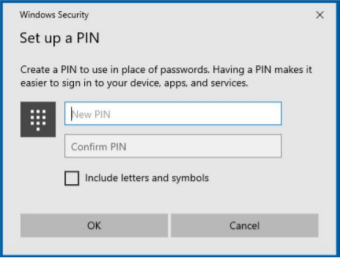 Windows Security
Set up a PIN
Create a PIN to use in place of passwords. Having a PIN makes it
easier to sign in to your device, apps, and services.
New PIN
Confirm PIN
Include letters and symbols
OK Cancel